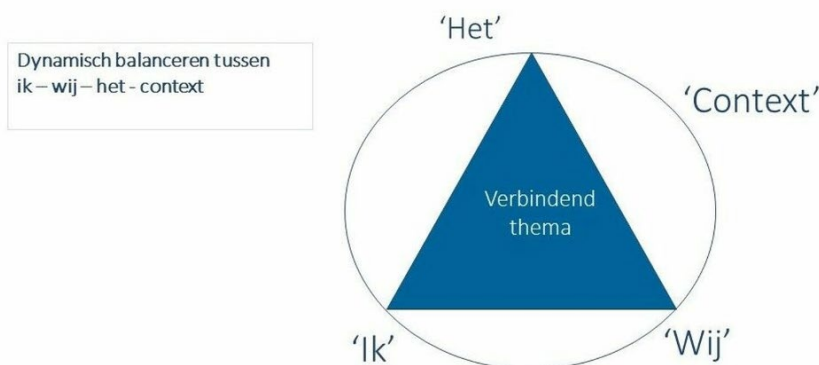 Dynamisch balanceren tussen
ik – wij – het - context
‘Het’
‘Context’
Verbindend
thema
‘Ik’
‘Wij’